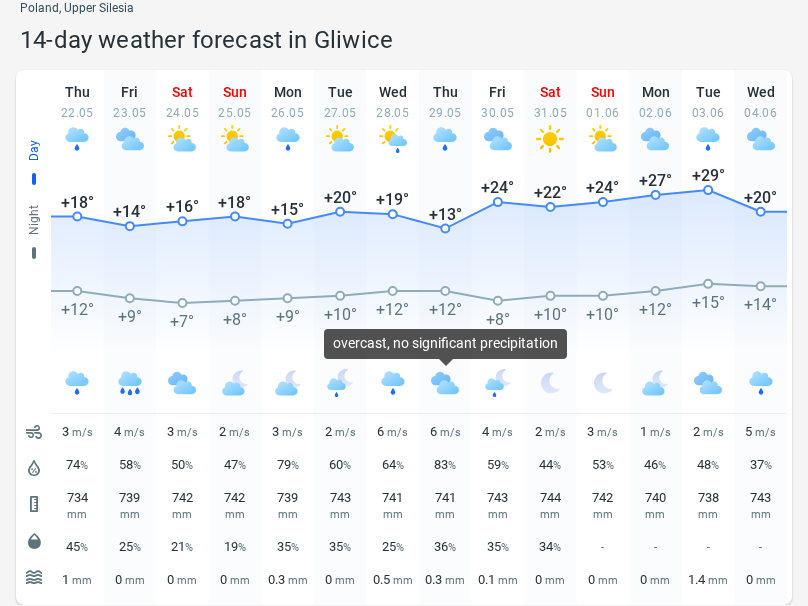 Poland, Upper Silesia
14-day weather forecast in Gliwice
Thu Fri Sat Sun Mon Tue Wed Thu Fri Sat Sun Mon Tue Wed
22.05 23.05 24.05 25.05 26.05 27.05 28.05 29.05 30.05 31.05 01.06 02.06 03.06 04.06
Day
Night
+18° +14° +16° +18° +15° +20° +19° +13° +24° +22° +24° +27° +29° +20°
+12° +9° +7° +8° +9° +10° +12° +12° +8° +10° +10° +12° +15° +14°
overcast, no significant precipitation
3 m/s 4 m/s 3 m/s 2 m/s 3 m/s 2 m/s 6 m/s 6 m/s 4 m/s 2 m/s 3 m/s 1 m/s 2 m/s 5 m/s
74% 58% 50% 47% 79% 60% 64% 83% 59% 44% 53% 46% 48% 37%
734 739 742 742 739 743 741 741 743 744 742 740 738 743
mm mm mm mm mm mm mm mm mm mm mm mm mm mm
45% 25% 21% 19% 35% 35% 25% 36% 35% 34% - - - -
1 mm 0 mm 0 mm 0 mm 0.3 mm 0 mm 0.5 mm 0.3 mm 0.1 mm 0 mm 0 mm 0 mm 1.4 mm 0 mm